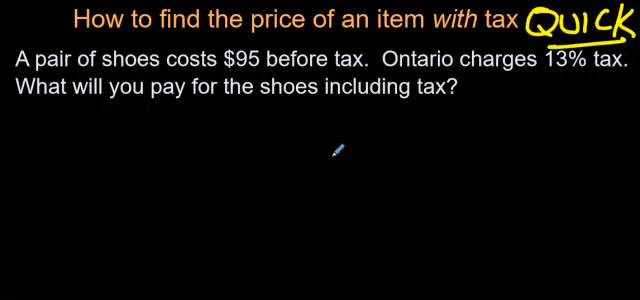 How to find the price of an item with tax QUICK
A pair of shoes costs $95 before tax. Ontario charges 13% tax.
What will you pay for the shoes including tax?